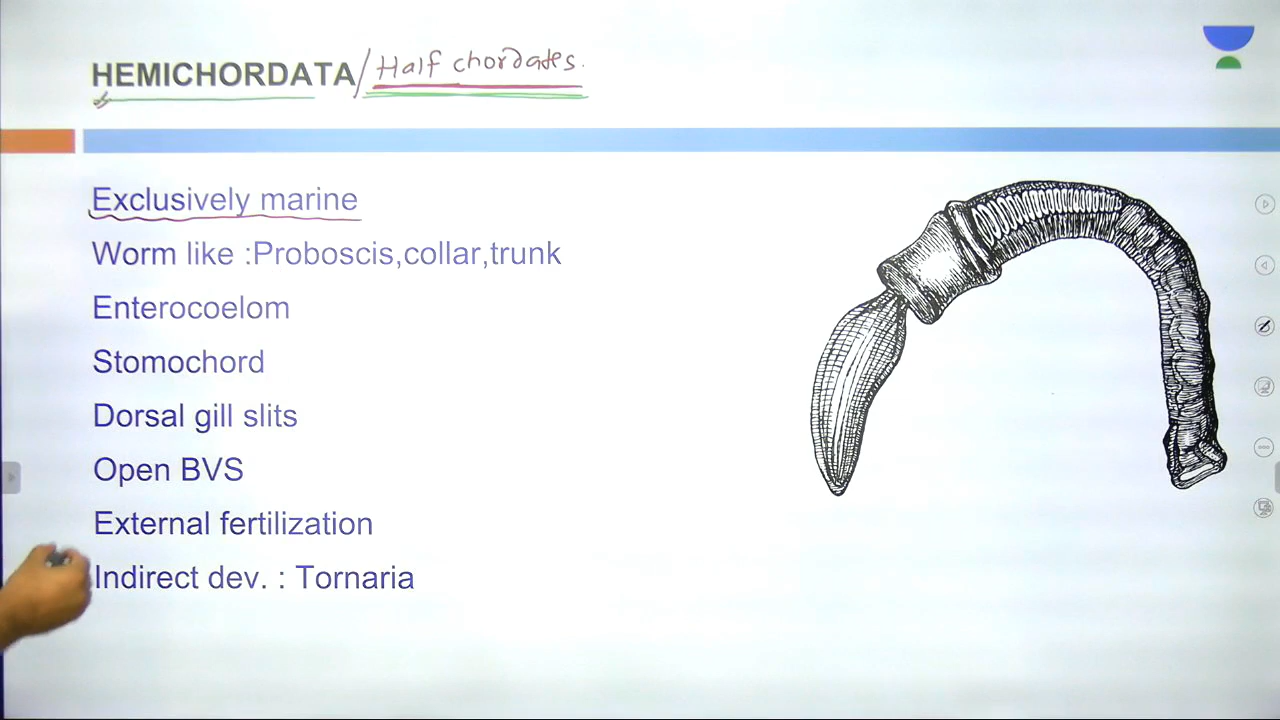 HEMICHORDATA/Half chordates.
Exclusively marine
Worm like :Proboscis,collar,trunk
Enterocoelom
Stomochord
Dorsal gill slits
Open BVS
External fertilization
Indirect dev. : Tornaria